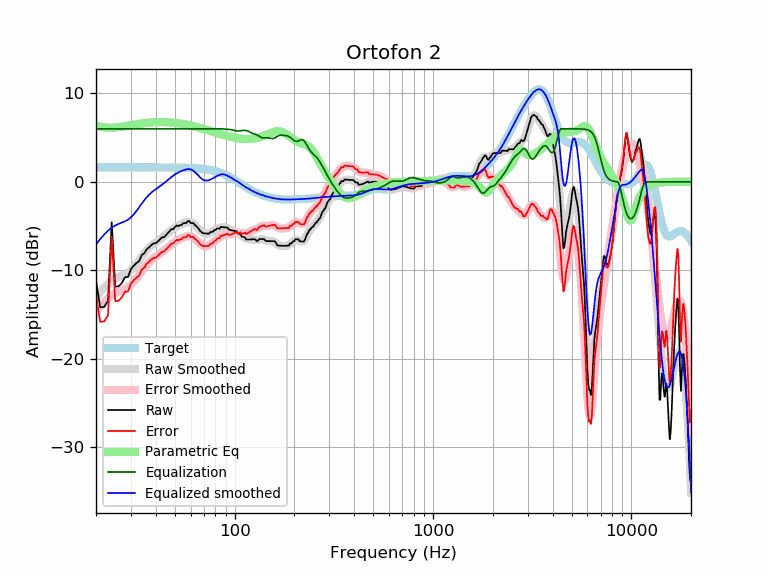 Ortofon 2
10
0
−10
−20
−30
Amplitude (dBr)
Target
Raw Smoothed
Error Smoothed
Raw
Error
Parametric Eq
Equalization
Equalized smoothed
100
1000
10000
Frequency (Hz)